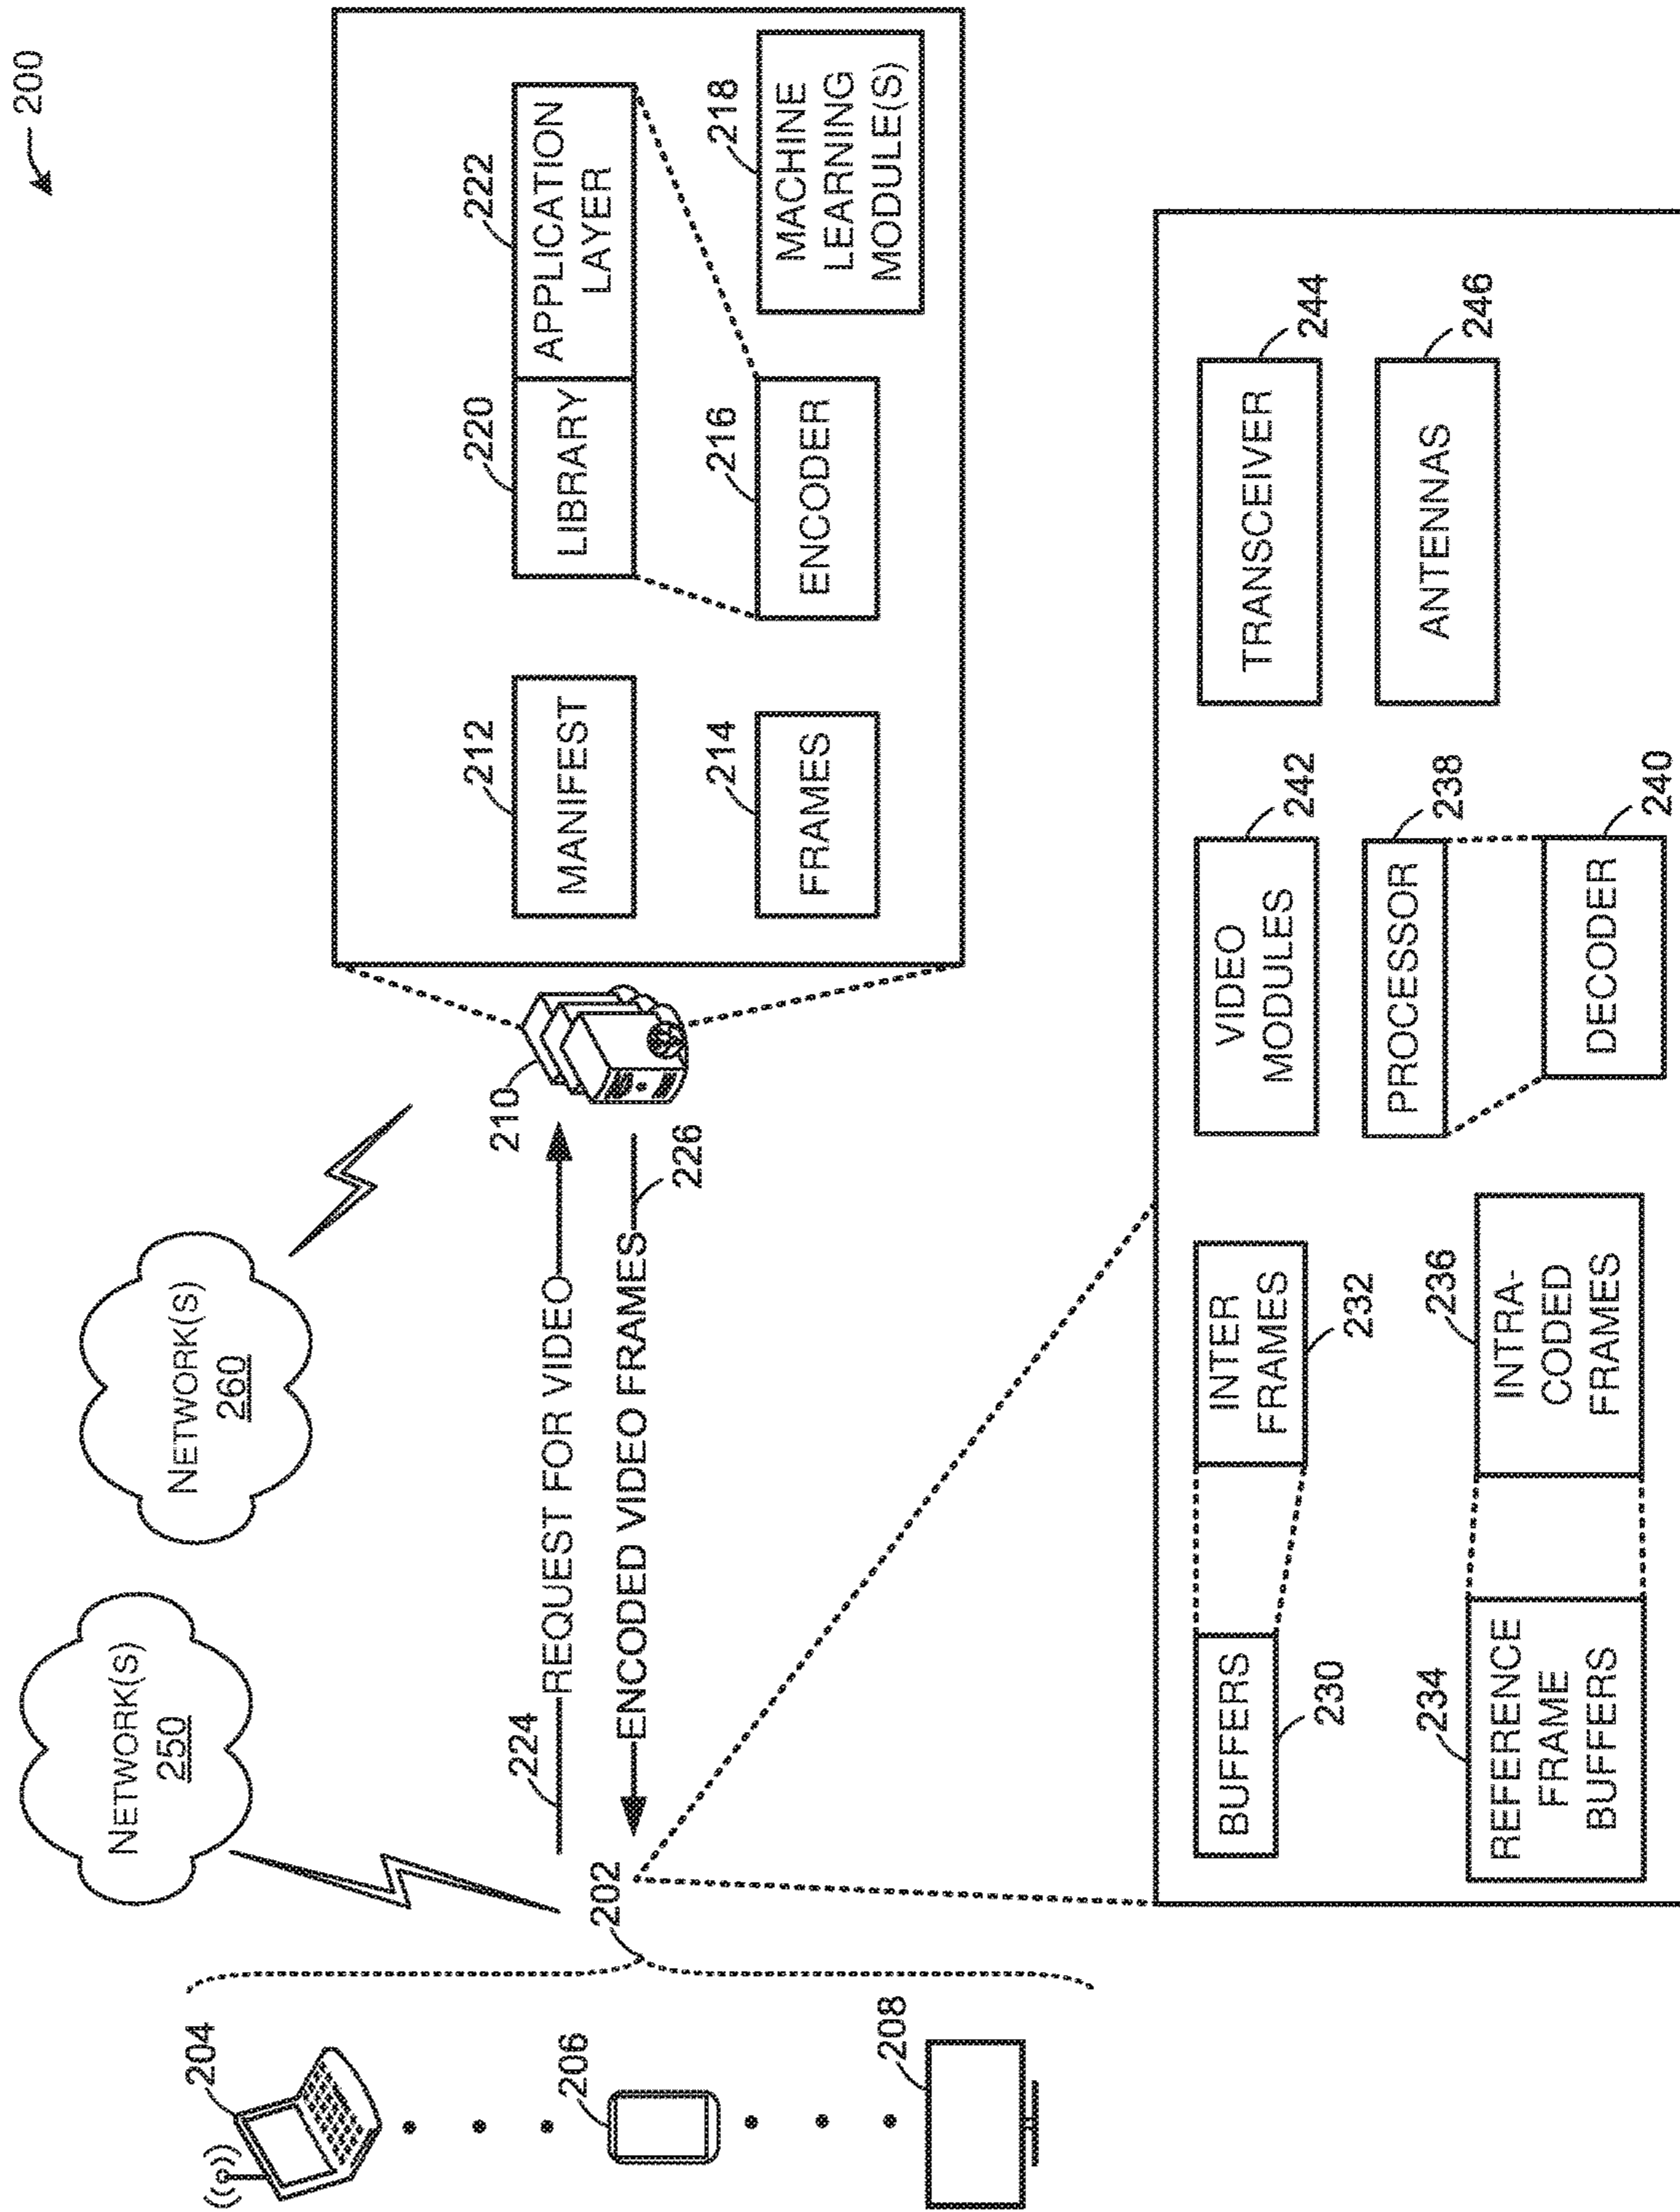 200
NETWORK(S)
250
NETWORK(S)
260
204
206
208
202
224
REQUEST FOR VIDEO
ENCODED VIDEO FRAMES
226
210
212
MANIFEST
214
FRAMES
220
LIBRARY
222
APPLICATION
LAYER
216
ENCODER
218
MACHINE
LEARNING
MODULE(S)
BUFFERS
230
INTER
FRAMES
232
234
REFERENCE
FRAME
BUFFERS
236
INTRA-
CODED
FRAMES
VIDEO
MODULES
242
PROCESSOR
238
DECODER
240
TRANSCEIVER
244
ANTENNAS
246